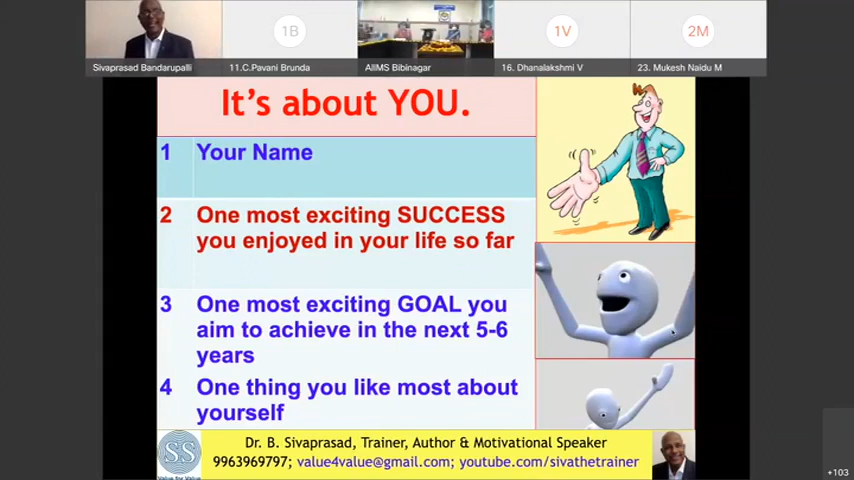 1B
1V
2M
Sivaprasad Bandarupalli
11.C.Pavani Brunda
AIIMS Bibinagar
16. Dhanalakshmi V
23. Mukesh Naidu M
It's about YOU.
1 Your Name
2 One most exciting SUCCESS
you enjoyed in your life so far
3 One most exciting GOAL you
aim to achieve in the next 5-6
years
4 One thing you like most about
yourself
SS
Value for Value
Dr. B. Sivaprasad, Trainer, Author & Motivational Speaker
9963969797; value4value@gmail.com; youtube.com/sivathetrainer
+103